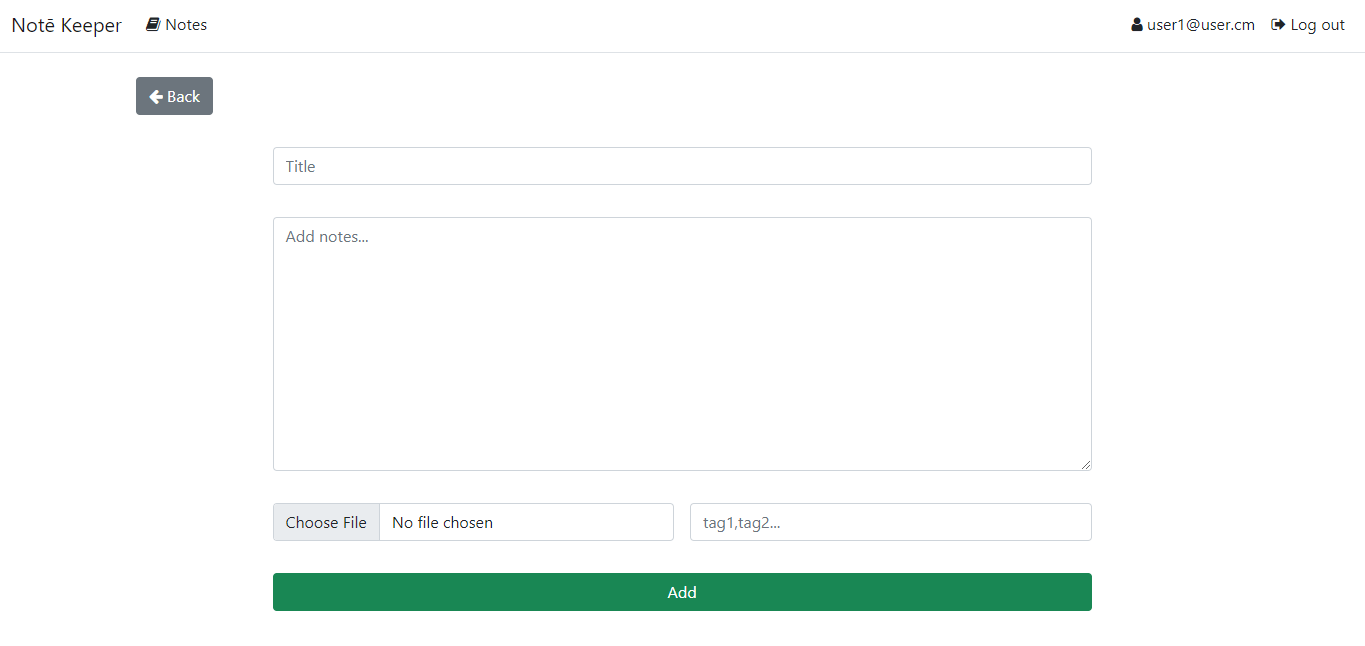 Notē Keeper Notes user1@user.cm Log out
Back
Title
Add notes...
Choose File No file chosen tag1,tag2...
Add